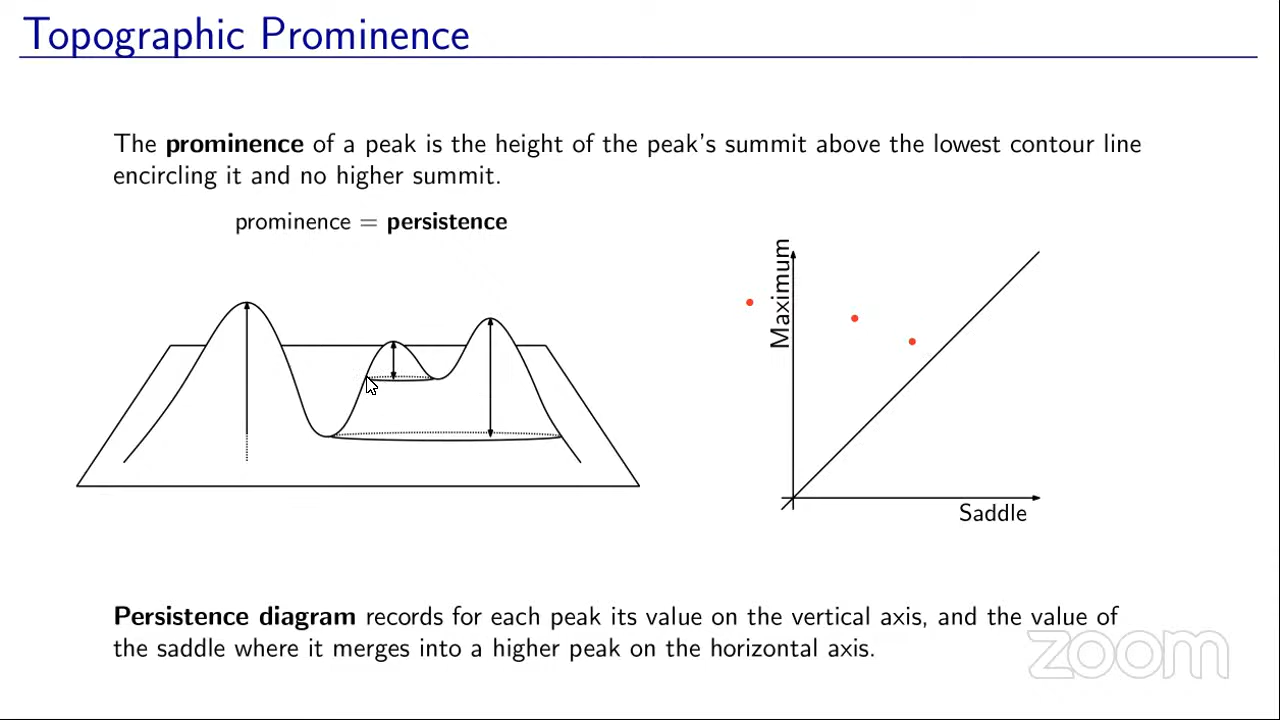 Topographic Prominence
The prominence of a peak is the height of the peak's summit above the lowest contour line
encircling it and no higher summit.
prominence = persistence
Maximum
Saddle
Persistence diagram records for each peak its value on the vertical axis, and the value of
the saddle where it merges into a higher peak on the horizontal axis.
zoom